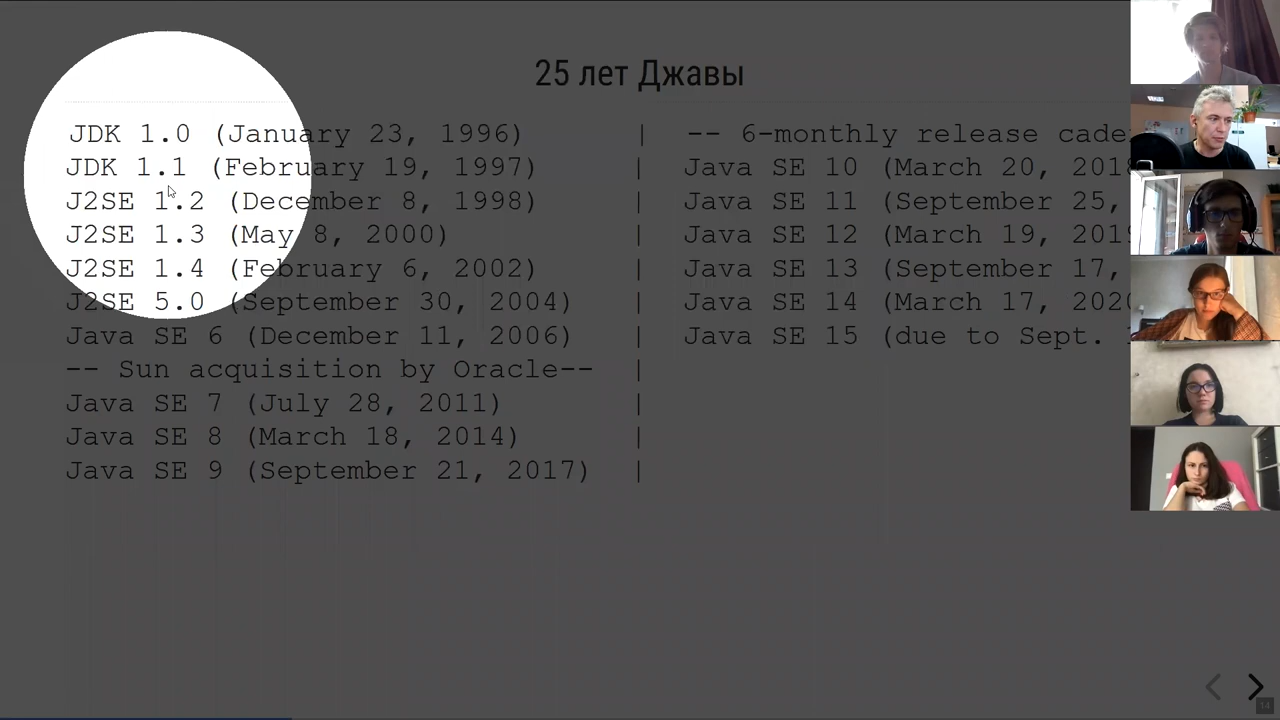 25 лет Джавы
JDK 1.0 (January 23, 1996)
JDK 1.1 (February 19, 1997)
J2SE 1.2 (December 8, 1998)
J2SE 1.3 (May 8, 2000)
J2SE 1.4 (February 6, 2002)
J2SE 5.0 (September 30, 2004)
Java SE 6 (December 11, 2006)
-- Sun acquisition by Oracle--
Java SE 7 (July 28, 2011)
Java SE 8 (March 18, 2014)
Java SE 9 (September 21, 2017)
-- 6-monthly release
Java SE 10 (March 20, 2018
Java SE 11 (September 25,
Java SE 12 (March 19, 2019
Java SE 13 (September 17,
Java SE 14 (March 17, 2020
Java SE 15 (due to Sept.
14